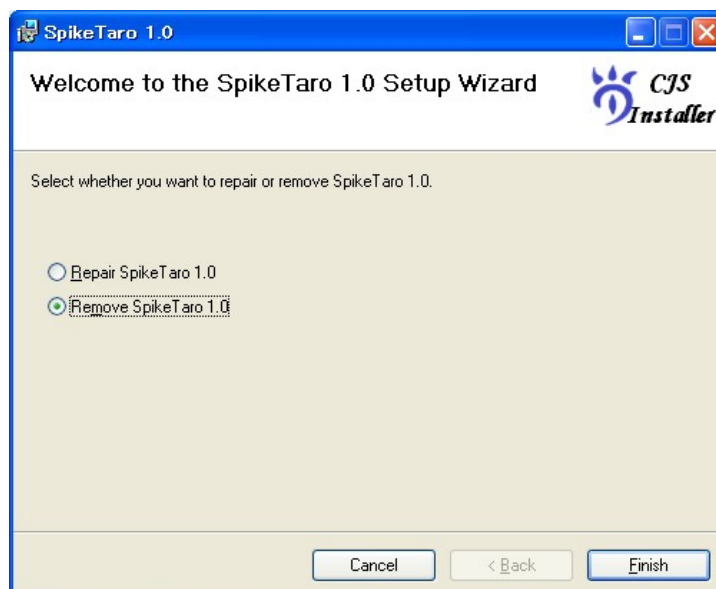 SpikeTaro 1.0
Welcome to the SpikeTaro 1.0 Setup Wizard
CJS
Installer
Select whether you want to repair or remove SpikeTaro 1.0.
Repair SpikeTaro 1.0
Remove SpikeTaro 1.0
Cancel
< Back
Finish